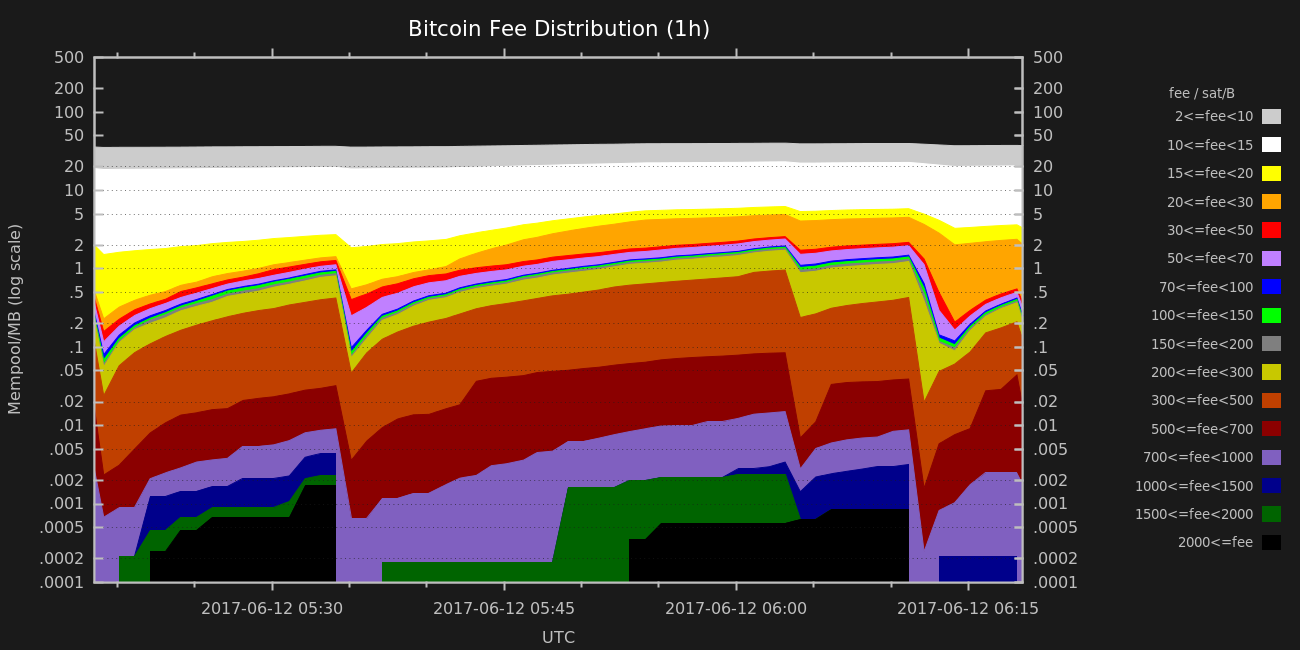 Bitcoin Fee Distribution (1h)
500 500
200 200
100 100
50 50
20 20
10 10
5 5
2 2
1 1
.5 .5
.2 .2
.1 .1
.05 .05
.02 .02
.01 .01
.005 .005
.002 .002
.001 .001
.0005 .0005
.0002 .0002
.0001 .0001
Mempool/MB (log scale)
2017-06-12 05:30 2017-06-12 05:45 2017-06-12 06:00 2017-06-12 06:15
UTC
fee / sat/B
2<=fee<10
10<=fee<15
15<=fee<20
20<=fee<30
30<=fee<50
50<=fee<70
70<=fee<100
100<=fee<150
150<=fee<200
200<=fee<300
300<=fee<500
500<=fee<700
700<=fee<1000
1000<=fee<1500
1500<=fee<2000
2000<=fee